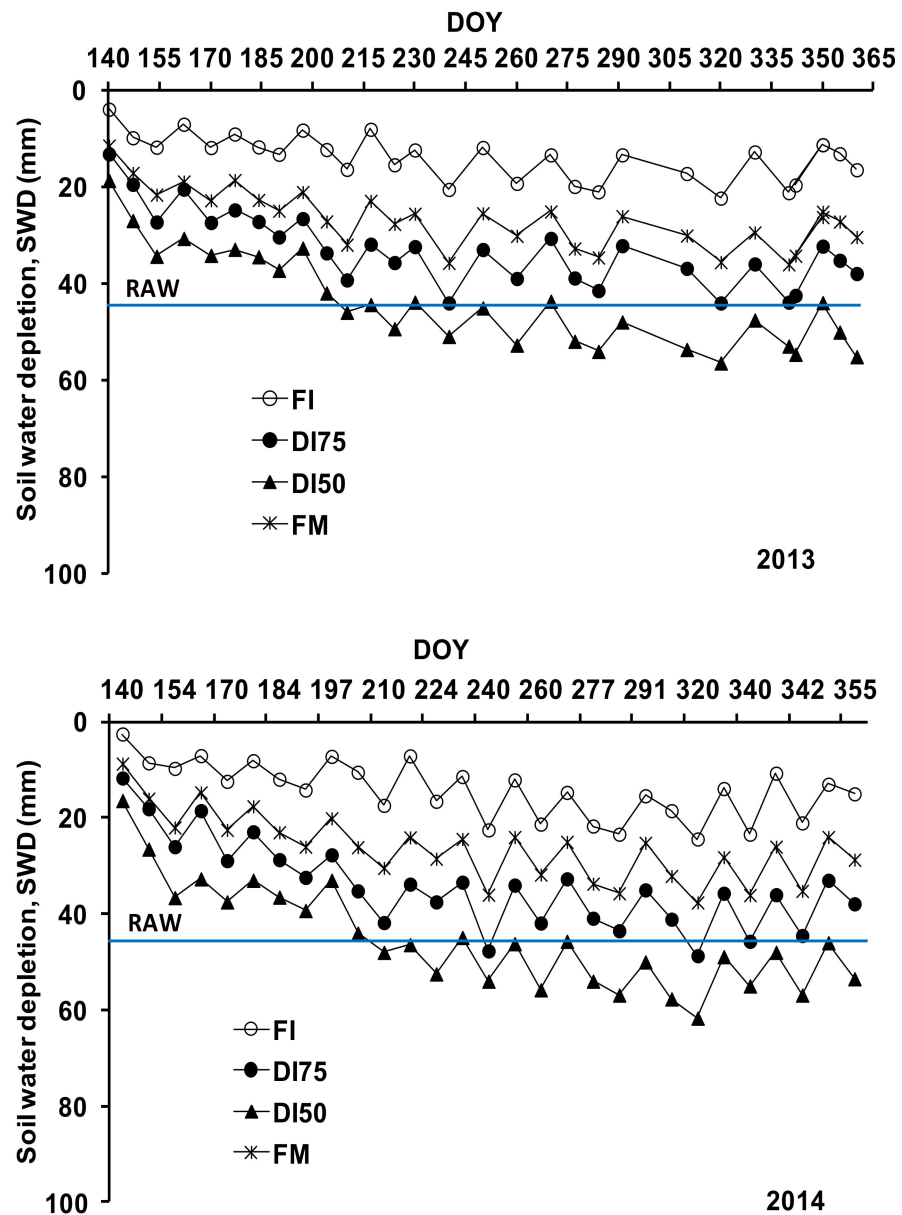 DOY
140 155 170 185 200 215 230 245 260 275 290 305 320 335 350 365
0
20
40
60
80
100
Soil water depletion, SWD (mm)
RAW
FI
DI75
DI50
FM
2013
DOY
140 154 170 184 197 210 224 240 260 277 291 320 340 342 355
0
20
40
60
80
100
Soil water depletion, SWD (mm)
RAW
FI
DI75
DI50
FM
2014